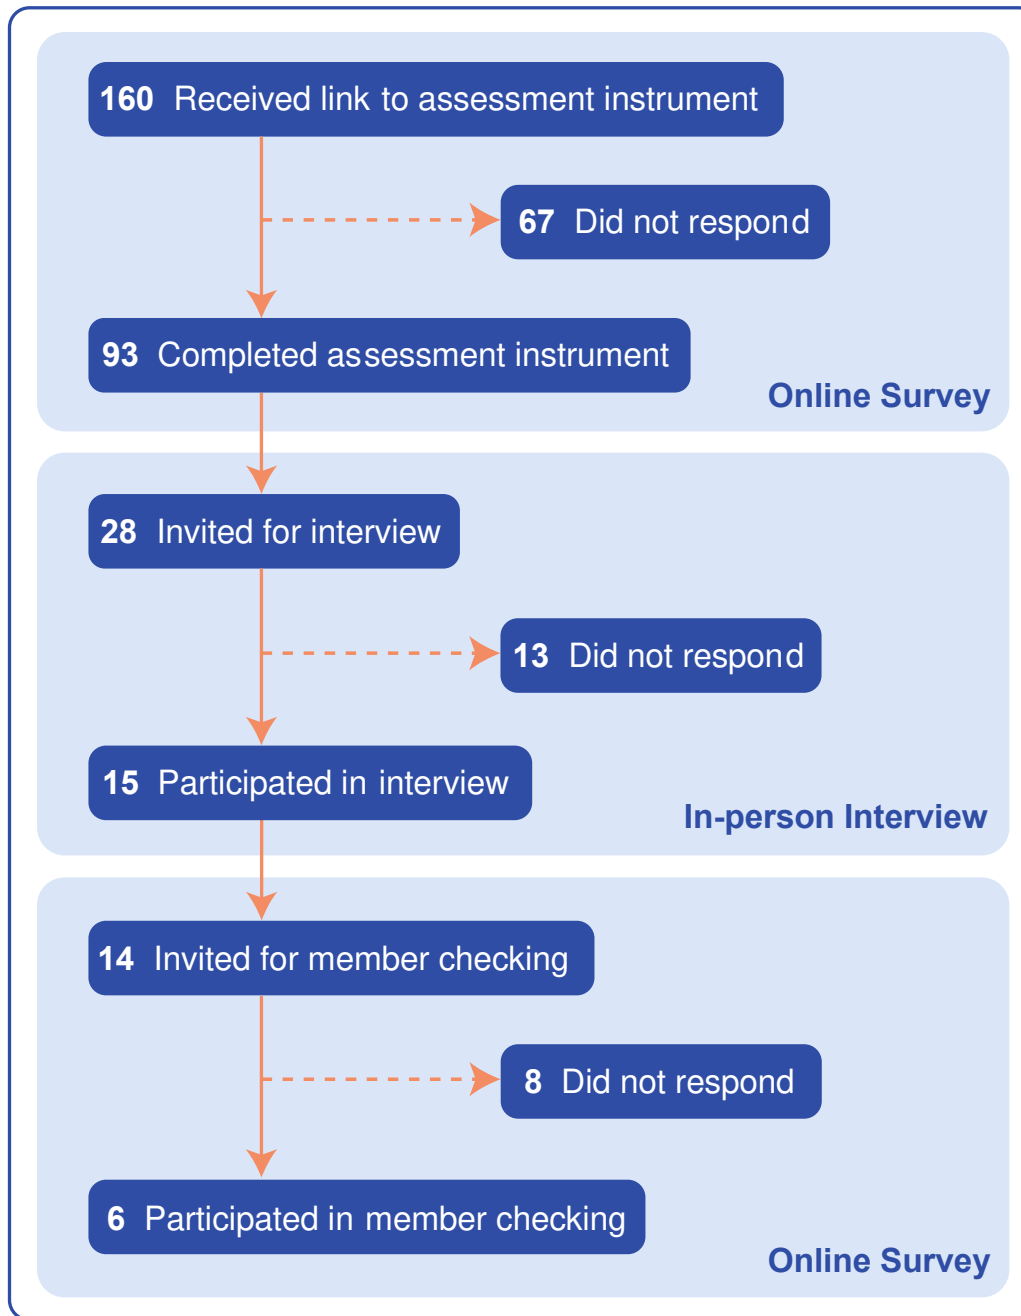 160 Received link to assessment instrument
67 Did not respond
93 Completed assessment instrument
Online Survey
28 Invited for interview
13 Did not respond
15 Participated in interview
In-person Interview
14 Invited for member checking
8 Did not respond
6 Participated in member checking
Online Survey